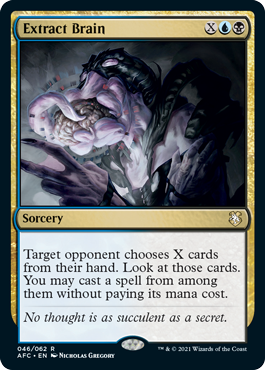 Extract Brain X
Sorcery
Target opponent chooses X cards
from their hand. Look at those cards.
You may cast a spell from among
them without paying its mana cost.
No thought is as succulent as a secret.
046/062 R
AFC • EN Nicholas Gregory ™ & © 2021 Wizards of the Coast